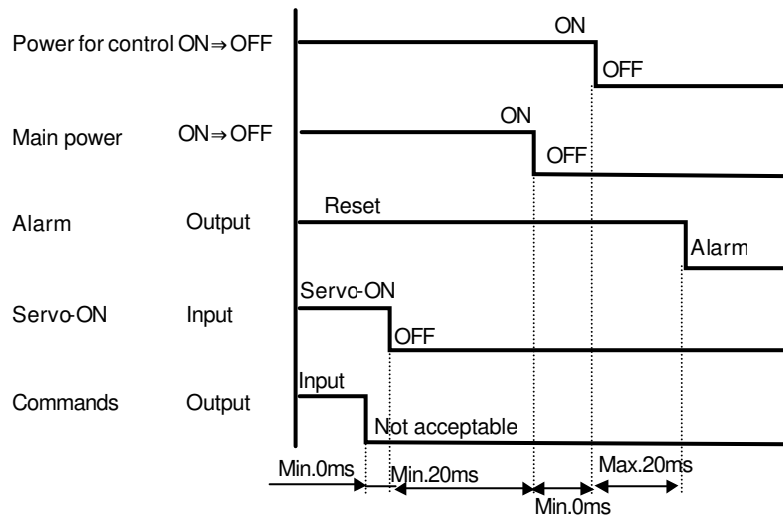 ON
Power for control ON⇒OFF
OFF
ON
Main power ON⇒OFF
OFF
Reset
Alarm Output
Alarm
Servo-ON
Servo-ON Input
OFF
Input
Commands Output
Not acceptable
Min.0ms Min.20ms Max.20ms
Min.0ms